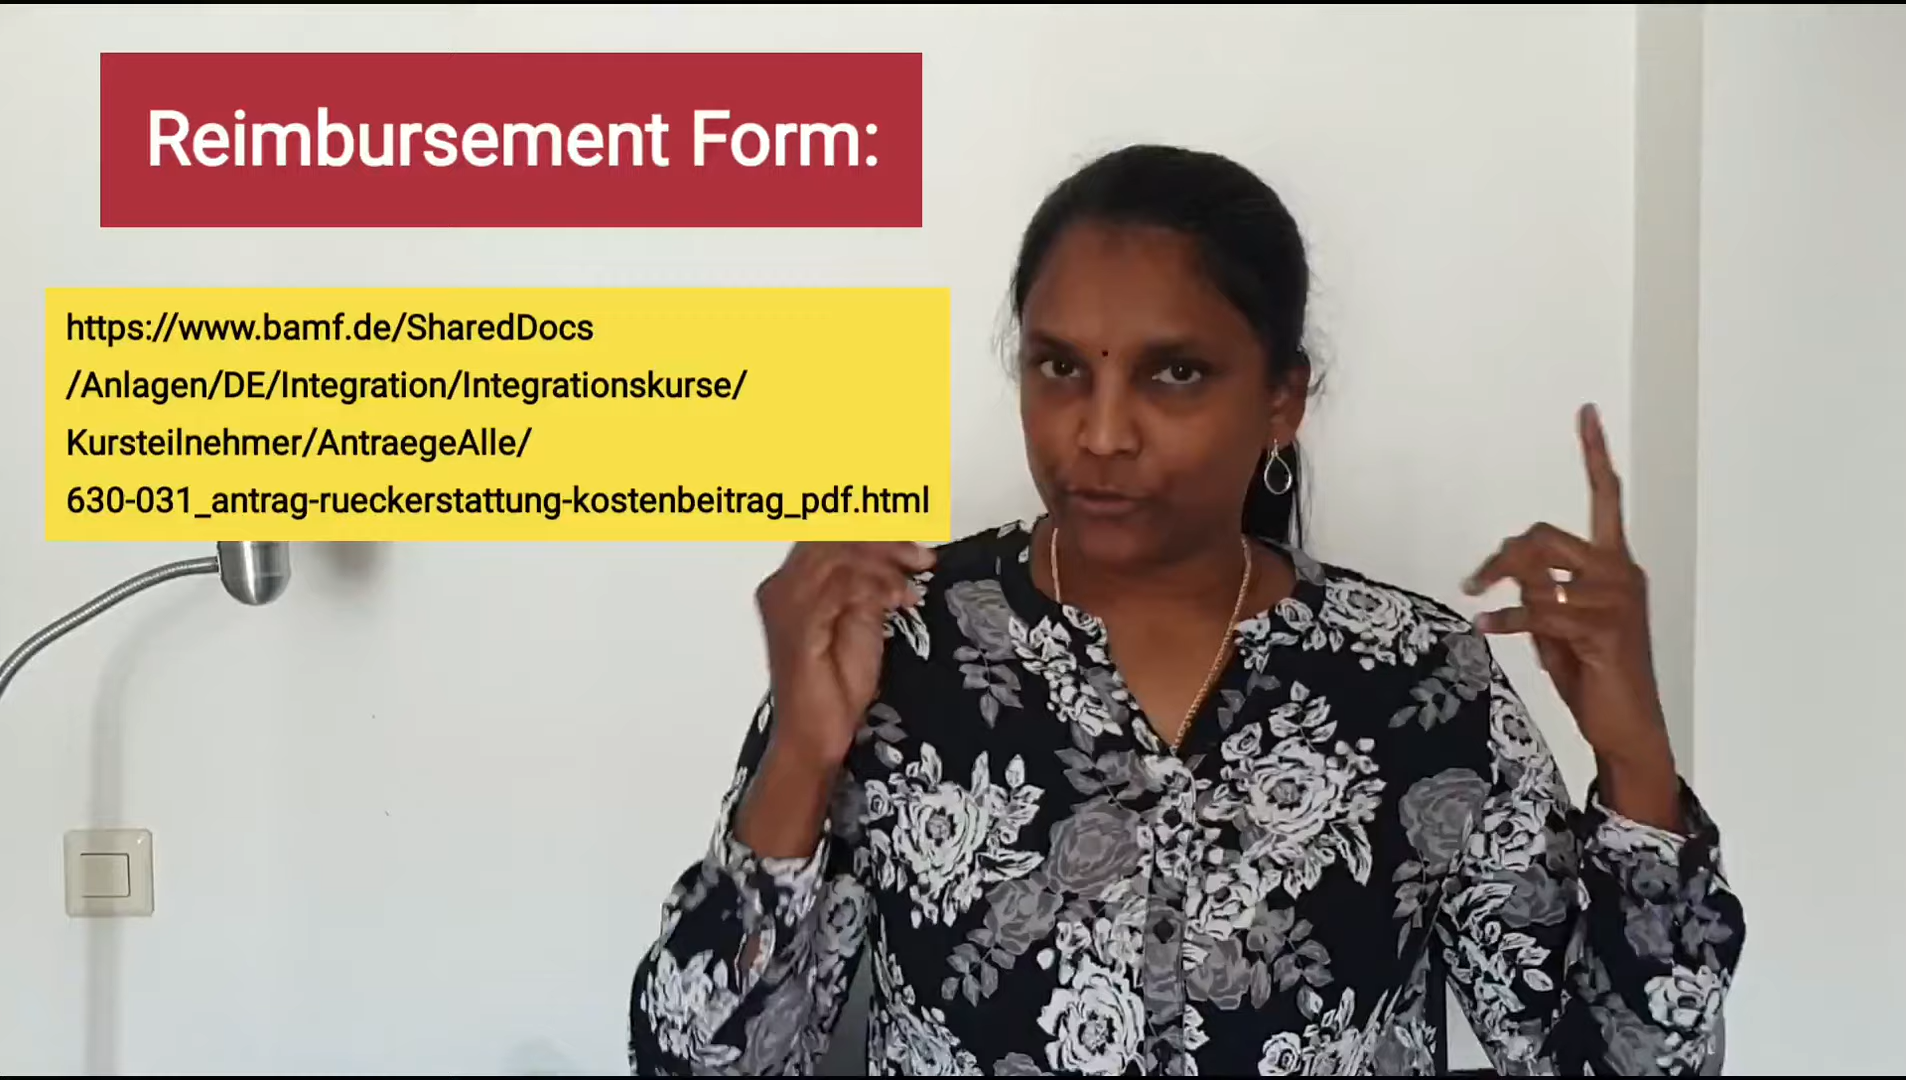 Reimbursement Form:
https://www.bamf.de/SharedDocs
/Anlagen/DE/Integration/Integrationskurse/
Kursteilnehmer/AntraegeAlle/
630-031_antrag-rueckerstattung-kostenbeitrag_pdf.html